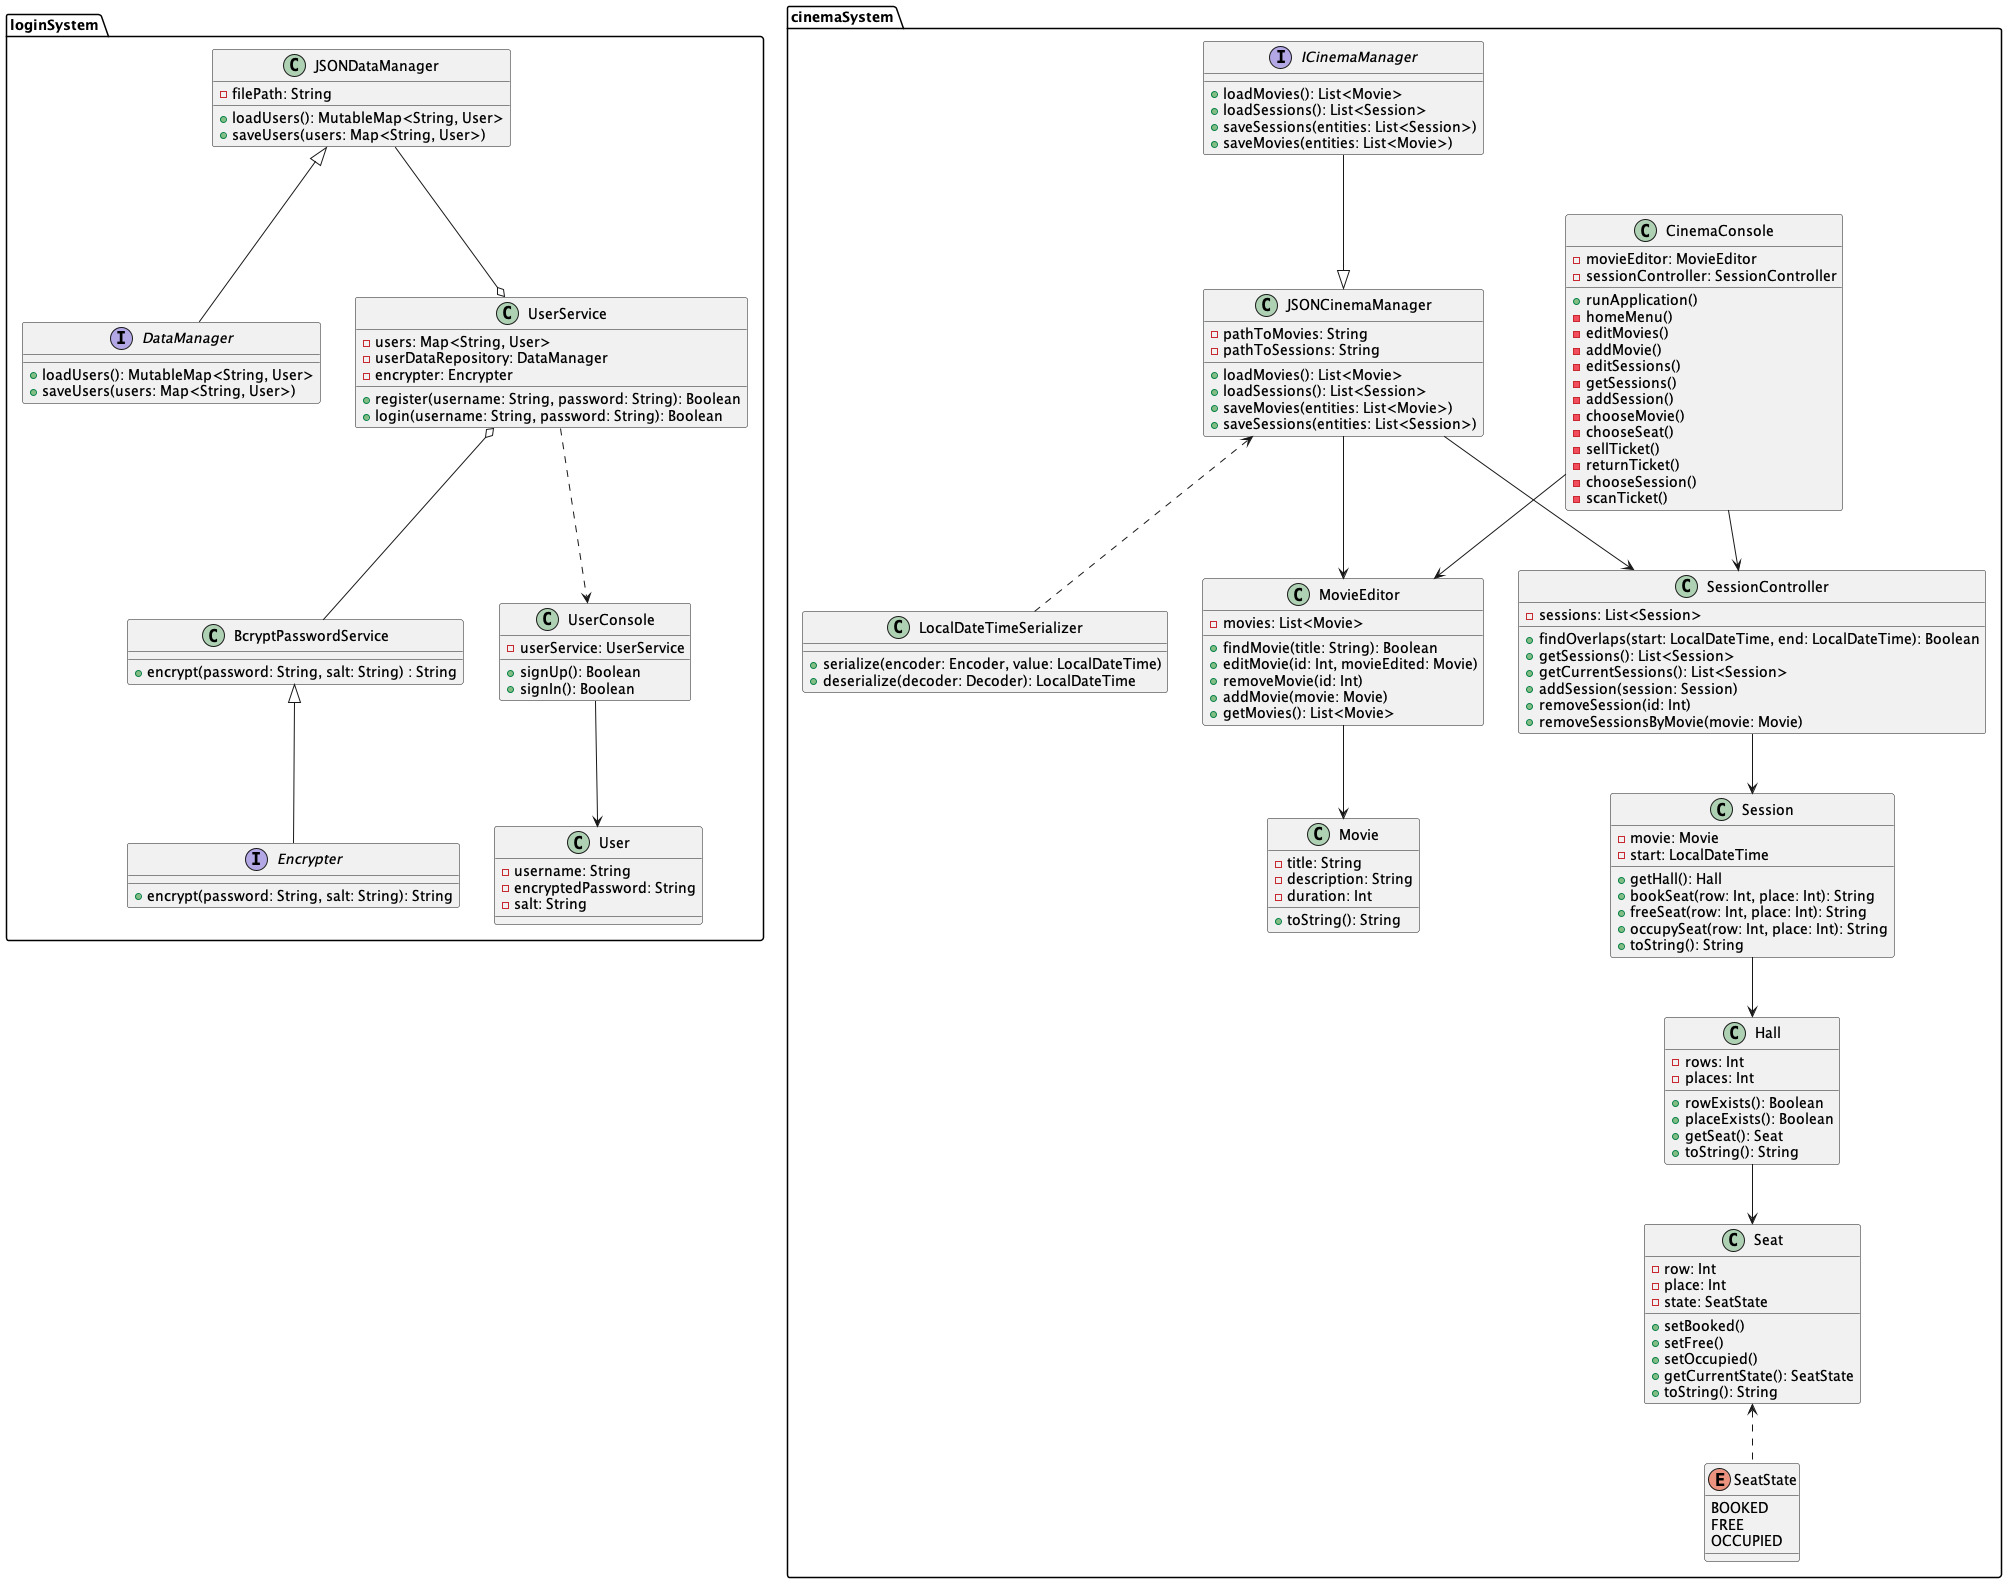 loginSystem
C JSONDataManager
filePath: String
loadUsers(): MutableMap<String, User>
saveUsers(users: Map<String, User>)
I DataManager
loadUsers(): MutableMap<String, User>
saveUsers(users: Map<String, User>)
C UserService
users: Map<String, User>
userDataRepository: DataManager
encrypter: Encrypter
register(username: String, password: String): Boolean
login(username: String, password: String): Boolean
C BcryptPasswordService
encrypt(password: String, salt: String) : String
C UserConsole
userService: UserService
signUp(): Boolean
signIn(): Boolean
I Encrypter
encrypt(password: String, salt: String): String
C User
username: String
encryptedPassword: String
salt: String
cinemaSystem
I ICinemaManager
loadMovies(): List<Movie>
loadSessions(): List<Session>
saveSessions(entities: List<Session>)
saveMovies(entities: List<Movie>)
C CinemaConsole
movieEditor: MovieEditor
sessionController: SessionController
runApplication()
homeMenu()
editMovies()
addMovie()
editSessions()
getSessions()
addSession()
chooseMovie()
chooseSeat()
sellTicket()
returnTicket()
chooseSession()
scanTicket()
C JSONCinemaManager
pathToMovies: String
pathToSessions: String
loadMovies(): List<Movie>
loadSessions(): List<Session>
saveMovies(entities: List<Movie>)
saveSessions(entities: List<Session>)
C LocalDateTimeSerializer
serialize(encoder: Encoder, value: LocalDateTime)
deserialize(decoder: Decoder): LocalDateTime
C MovieEditor
movies: List<Movie>
findMovie(title: String): Boolean
editMovie(id: Int, movieEdited: Movie)
removeMovie(id: Int)
addMovie(movie: Movie)
getMovies(): List<Movie>
C SessionController
sessions: List<Session>
findOverlaps(start: LocalDateTime, end: LocalDateTime): Boolean
getSessions(): List<Session>
getCurrentSessions(): List<Session>
addSession(session: Session)
removeSession(id: Int)
removeSessionsByMovie(movie: Movie)
C Movie
title: String
description: String
duration: Int
toString(): String
C Session
movie: Movie
start: LocalDateTime
getHall(): Hall
bookSeat(row: Int, place: Int): String
freeSeat(row: Int, place: Int): String
occupySeat(row: Int, place: Int): String
toString(): String
C Hall
rows: Int
places: Int
rowExists(): Boolean
placeExists(): Boolean
getSeat(): Seat
toString(): String
C Seat
row: Int
place: Int
state: SeatState
setBooked()
setFree()
setOccupied()
getCurrentState(): SeatState
toString(): String
E SeatState
BOOKED
FREE
OCCUPIED